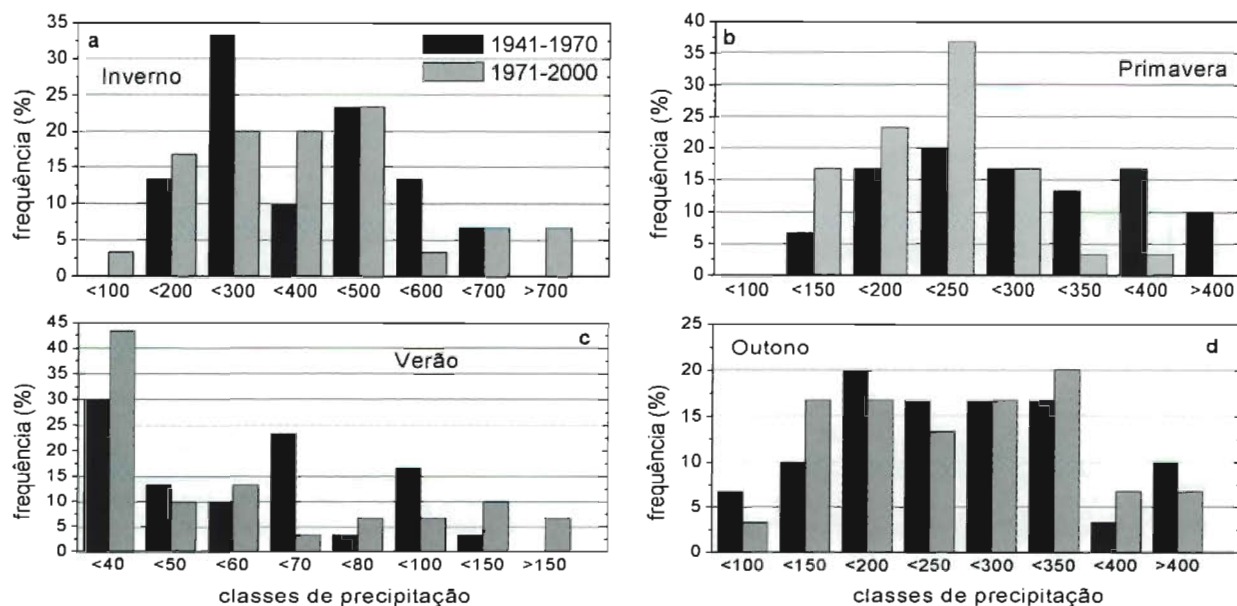 a
Inverno
1941-1970
1971-2000
frequência (%)
35
30
25
20
15
10
5
0
<100 <200 <300 <400 <500 <600 <700 >700
b
Primavera
frequência (%)
40
35
30
25
20
15
10
5
0
<100 <150 <200 <250 <300 <350 <400 >400
c
Verão
frequência (%)
45
40
35
30
25
20
15
10
5
0
<40 <50 <60 <70 <80 <100 <150 >150
classes de precipitação
Outono
d
frequência (%)
25
20
15
10
5
0
<100 <150 <200 <250 <300 <350 <400 >400
classes de precipitação